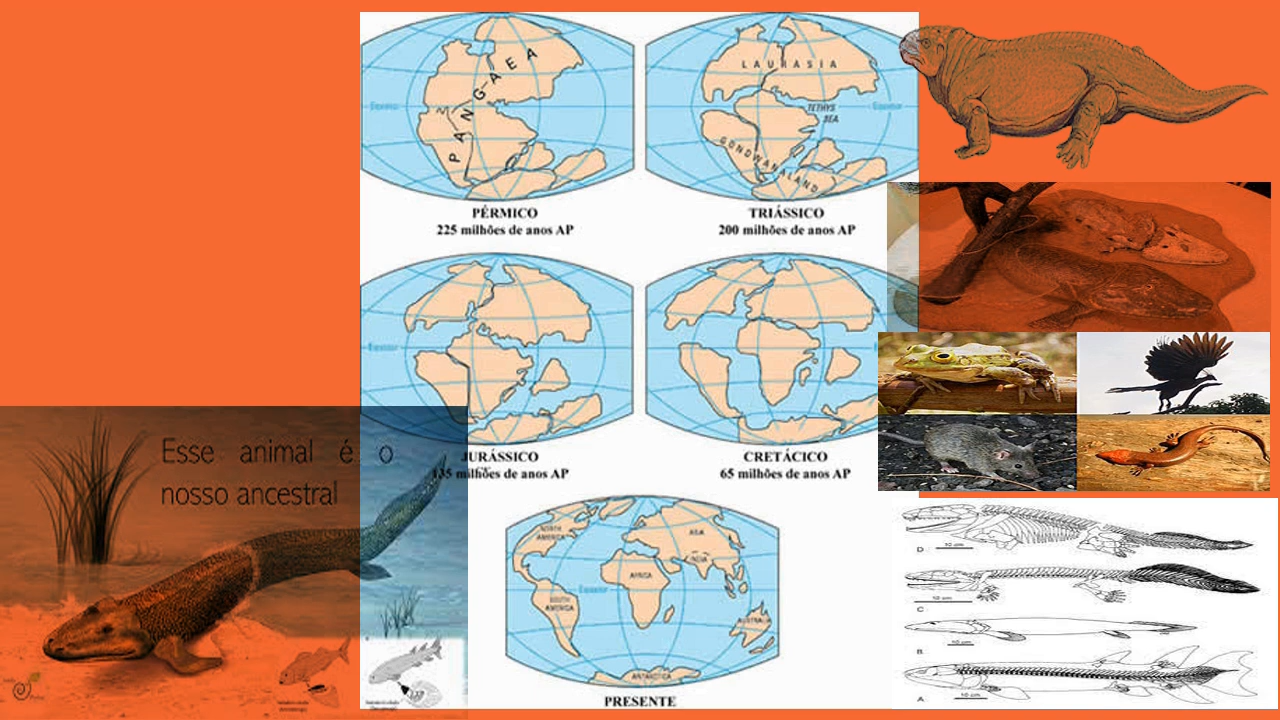 PANGAEA
Equator
PÉRMICO
225 milhões de anos AP
LAURASIA
TETHYS
SEA
Equator
GONDWANALAND
TRIÁSSICO
200 milhões de anos AP
Equator
JURÁSSICO
135 milhões de anos AP
CRETÁCICO
65 milhões de anos AP
Esse animal é o
nosso ancestral
NORTH
AMERICA
ASIA
INDIA
AFRICA
Equator
SOUTH
AMERICA
AUSTRALIA
ANTARCTICA
PRESENTE
D
10 cm
C
10 cm
B
10 cm
A
10 cm